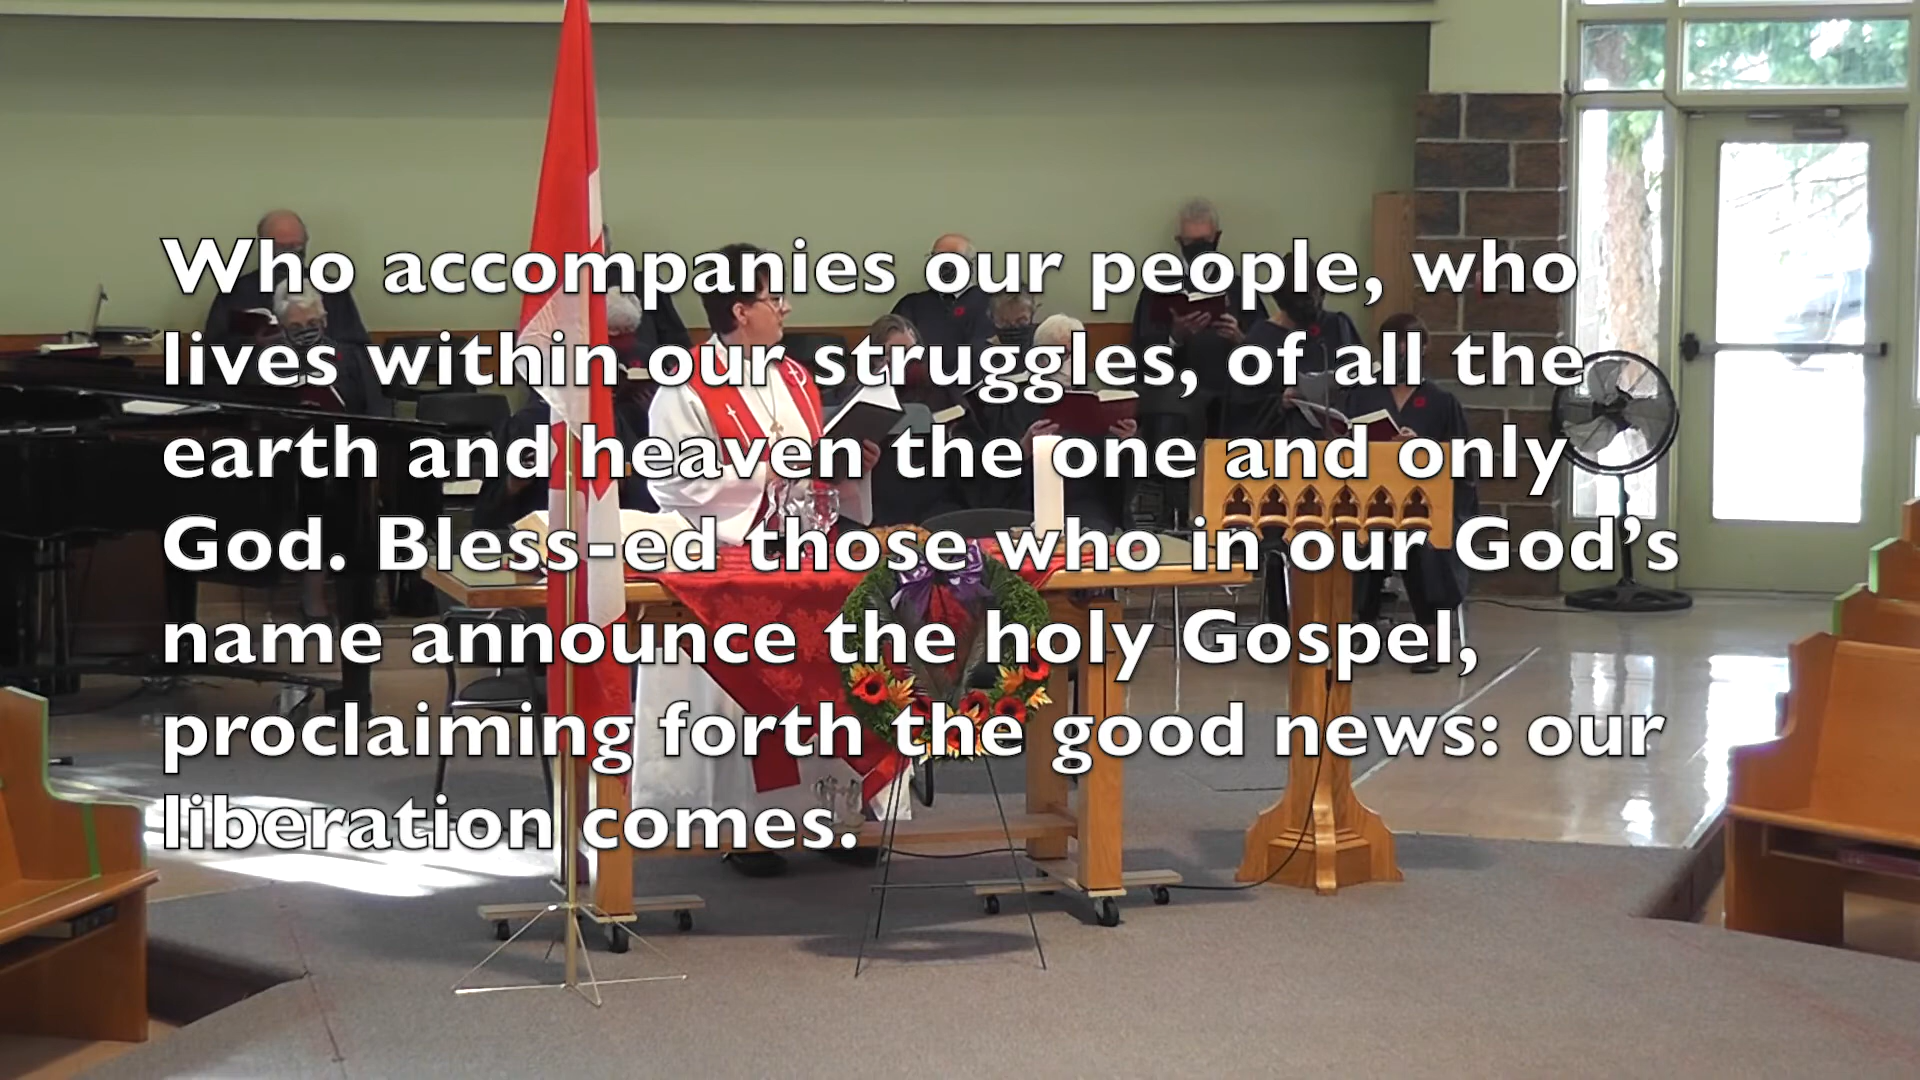 Who accompanies our people, who
lives within our struggles, of all the
earth and heaven the one and only
God. Bless-ed those who in our God’s
name announce the holy Gospel,
proclaiming forth the good news: our
liberation comes.